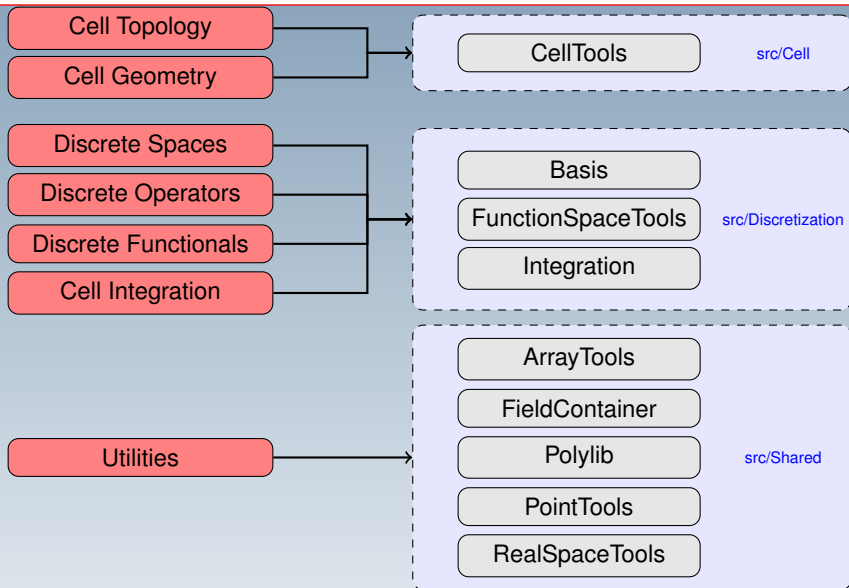 Cell Topology
Cell Geometry
CellTools
src/Cell
Discrete Spaces
Discrete Operators
Discrete Functionals
Cell Integration
Basis
FunctionSpaceTools
Integration
src/Discretization
Utilities
ArrayTools
FieldContainer
Polylib
PointTools
RealSpaceTools
src/Shared